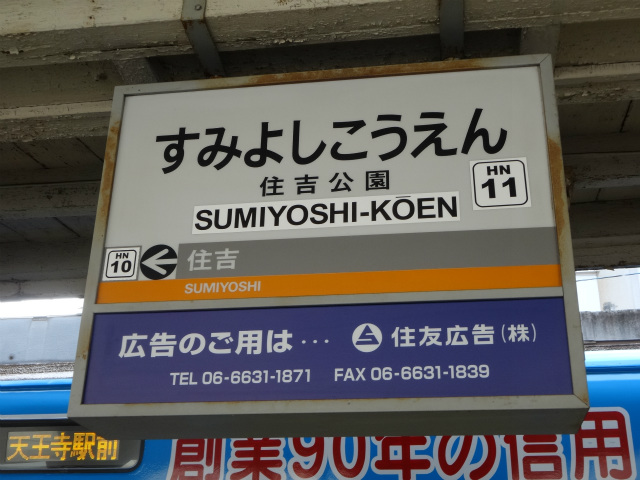 すみよしこうえん
住吉公園
SUMIYOSHI-KŌEN
HN
11
HN
10
住吉
SUMIYOSHI
広告のご用は… 住友広告(株)
TEL 06-6631-1871 FAX 06-6631-1839
天王寺駅前
創業90年の信用